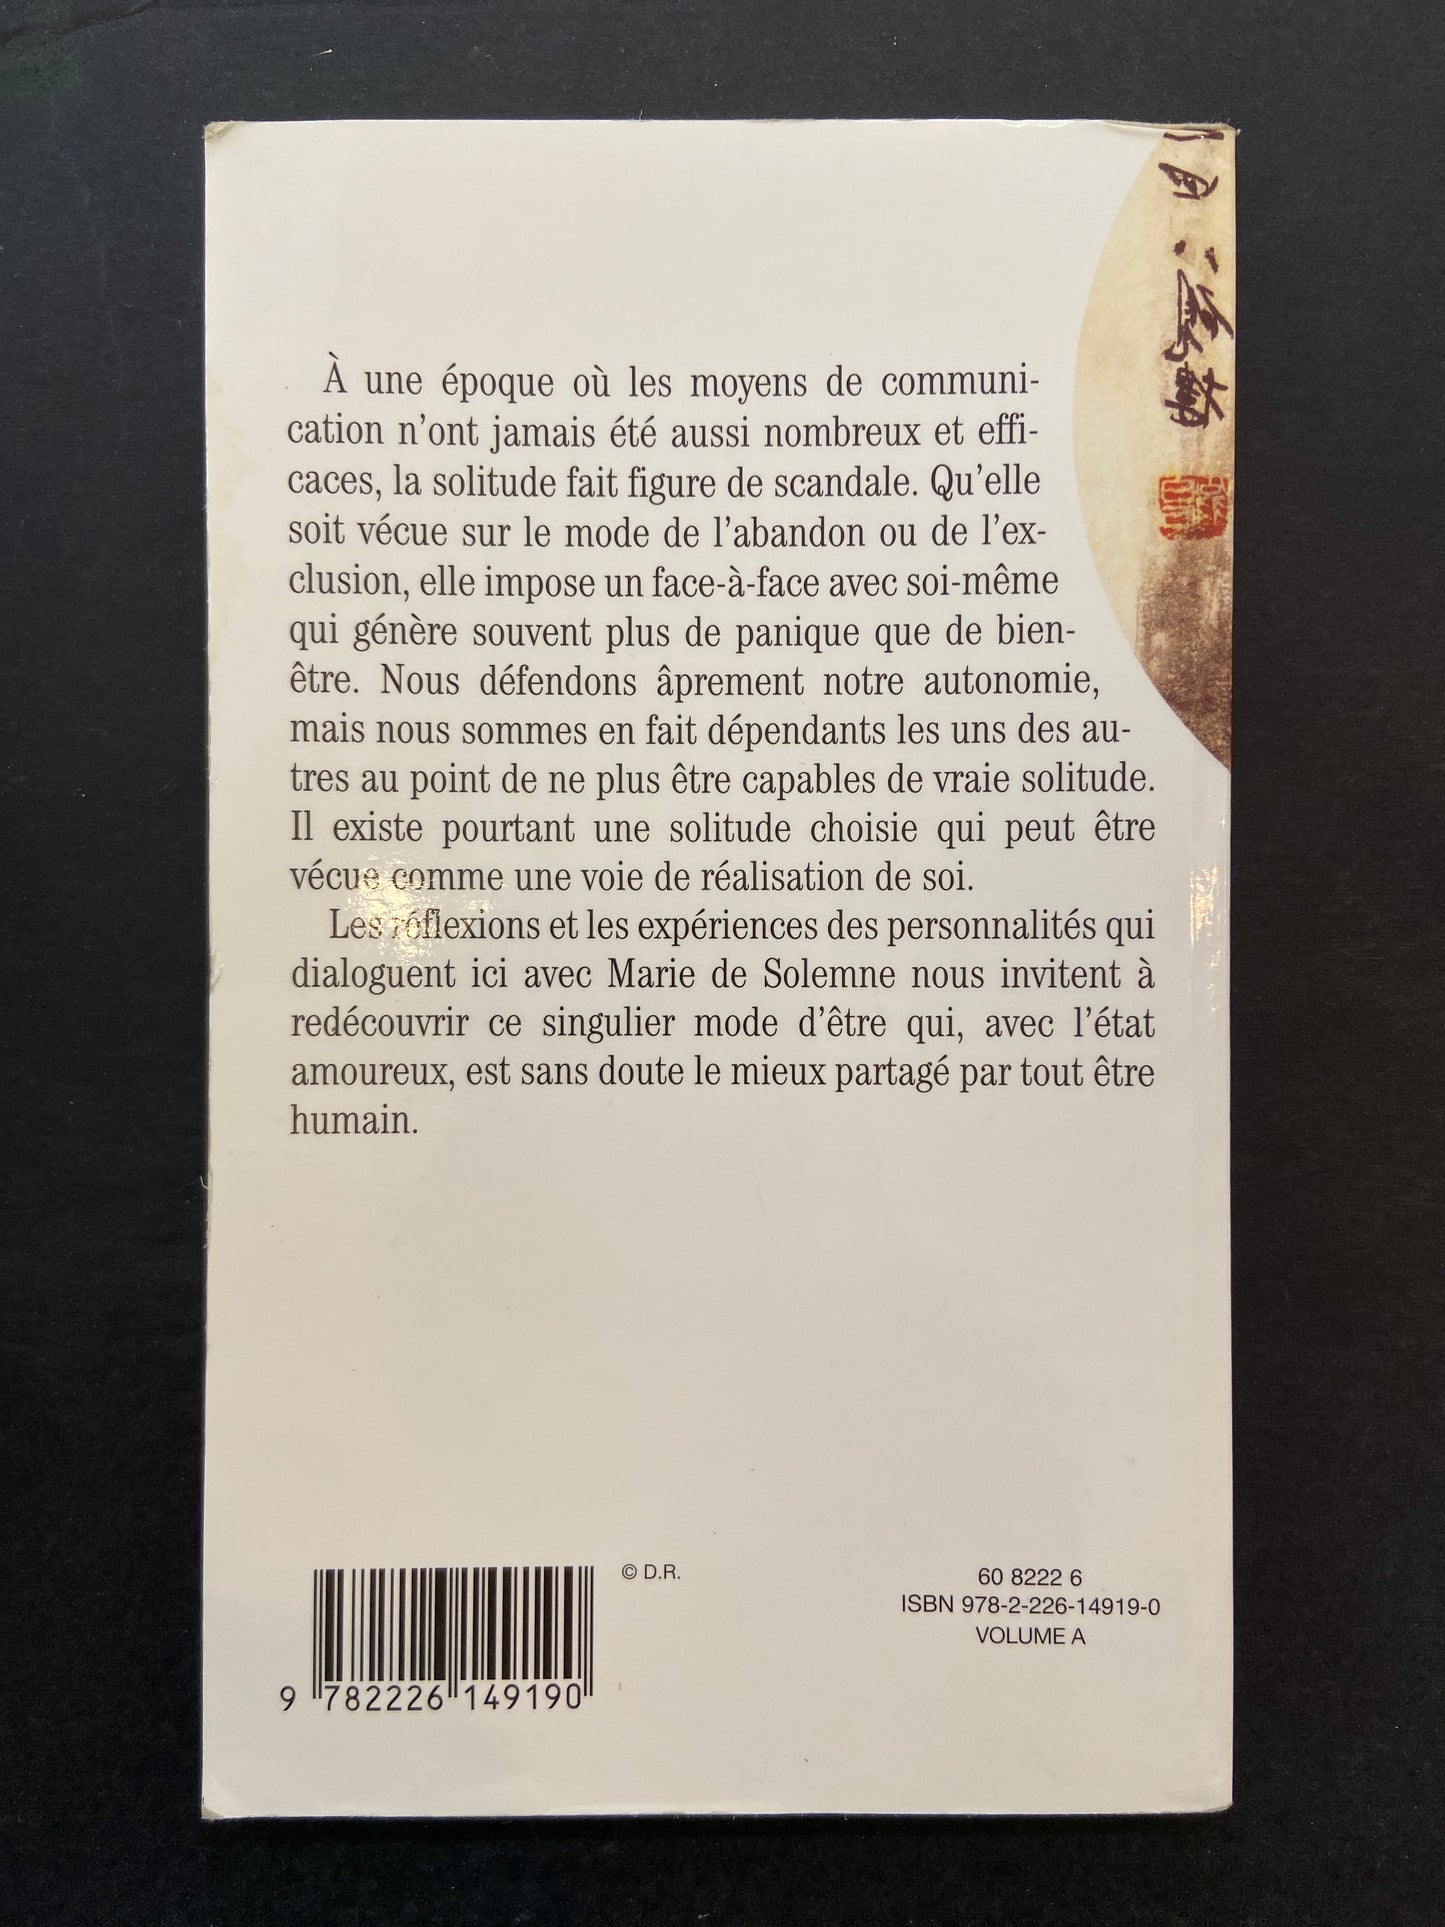 À une époque où les moyens de communi-
cation n'ont jamais été aussi nombreux et effi-
caces, la solitude fait figure de scandale. Qu'elle
soit vécue sur le mode de l'abandon ou de l'ex-
clusion, elle impose un face-à-face avec soi-même
qui génère souvent plus de panique que de bien-
être. Nous défendons âprement notre autonomie,
mais nous sommes en fait dépendants les uns des au-
tres au point de ne plus être capables de vraie solitude.
Il existe pourtant une solitude choisie qui peut être
vécue comme une voie de réalisation de soi.
Les réflexions et les expériences des personnalités qui
dialoguent ici avec Marie de Solemne nous invitent à
redécouvrir ce singulier mode d'être qui, avec l'état
amoureux, est sans doute le mieux partagé par tout être
humain.
© D.R.
60 8222 6
ISBN 978-2-226-14919-0
VOLUME A
9 782226 149190